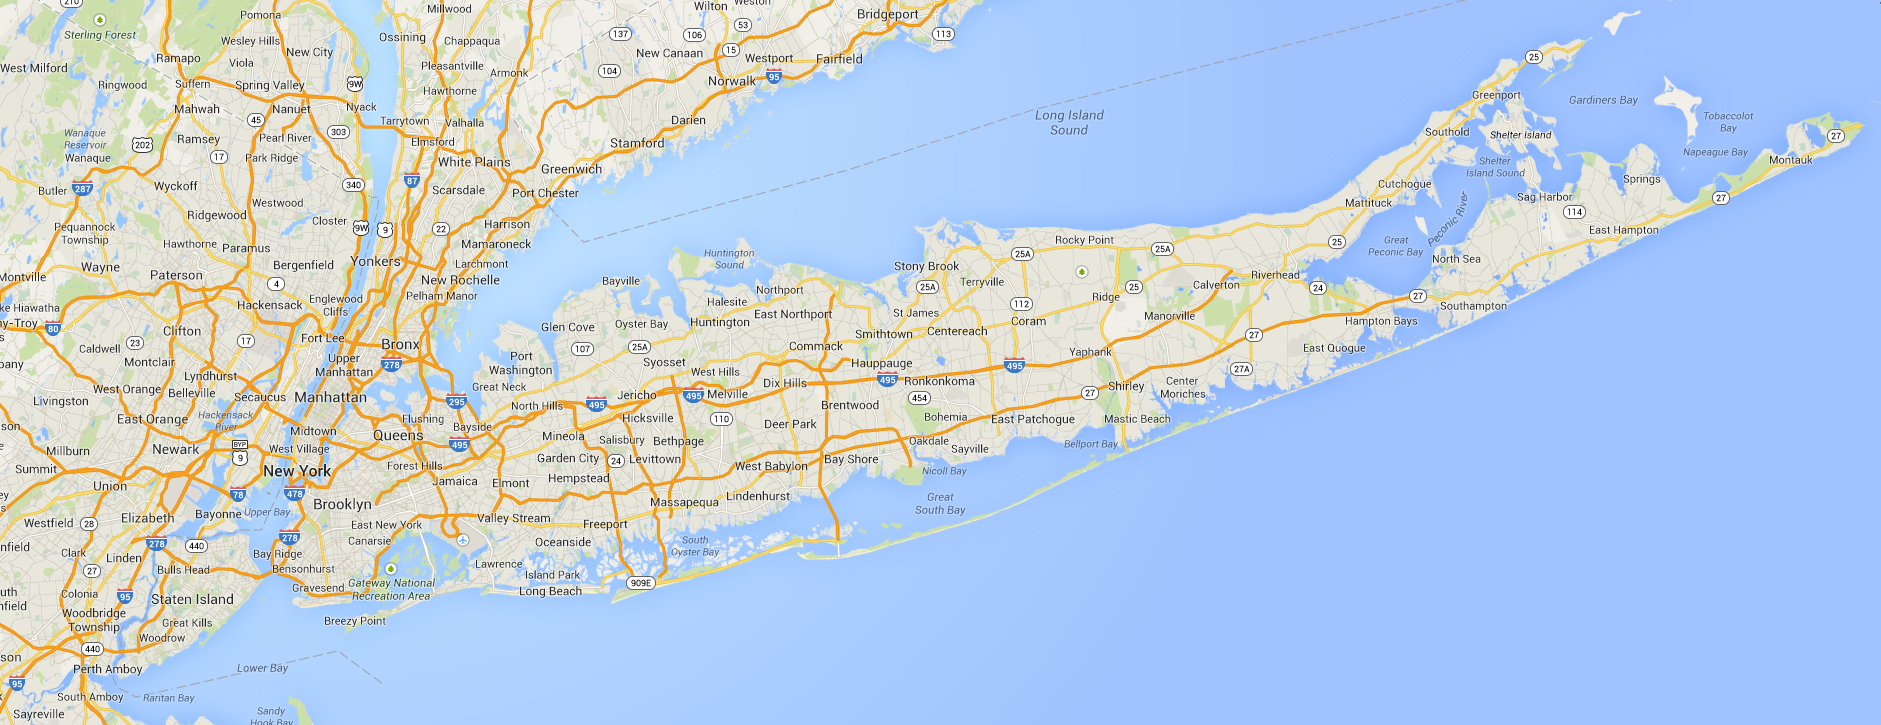 210
Pomona
Millwood
Wilton
Weston
Bridgeport
Sterling Forest
Ossining
Chappaqua
137
106
53
113
Wesley Hills
New City
New Canaan
15
Westport
Fairfield
West Milford
Ramapo
Viola
Pleasantville
Armonk
104
Norwalk
95
25
Ringwood
Suffern
Spring Valley
9W
Hawthorne
Greenport
Gardiners Bay
Mahwah
Nanuet
Nyack
Tarrytown
Valhalla
Darien
Long Island
Sound
Tobaccolot
Bay
45
303
Wanaque
Reservoir
Ramsey
Pearl River
Elmsford
Stamford
Southold
Shelter Island
27
202
Wanaque
17
Park Ridge
White Plains
Greenwich
Shelter
Island Sound
Napeague Bay
Montauk
Butler
287
Wyckoff
340
87
Scarsdale
Port Chester
Cutchogue
Springs
Westwood
Mattituck
Sag Harbor
27
Ridgewood
Closter
9W
9
22
Harrison
Peconic River
114
Pequannock
Township
Hawthorne
Paramus
Mamaroneck
Rocky Point
25A
25
Great
Peconic Bay
East Hampton
Wayne
Bergenfield
Yonkers
Larchmont
Huntington
Sound
Stony Brook
25A
North Sea
Montville
Paterson
4
New Rochelle
Bayville
Terryville
Riverhead
Englewood
Cliffs
Pelham Manor
Northport
25A
Ridge
25
Calverton
24
27
Hackensack
Halesite
112
Southampton
80
Clifton
Fort Lee
Glen Cove
Oyster Bay
Huntington
East Northport
St James
Coram
Manorville
Hampton Bays
23
Caldwell
17
Bronx
107
25A
Smithtown
Centereach
27
East Quogue
Montclair
Upper
Manhattan
278
Port
Washington
Syosset
Commack
Yaphank
27A
Lyndhurst
West Hills
Hauppauge
495
West Orange
Belleville
Secaucus
Manhattan
Great Neck
Jericho
495
Melville
Dix Hills
495
Ronkonkoma
Shirley
Center
Moriches
Livingston
295
North Hills
495
454
27
East Orange
Hackensack
River
Flushing
Bayside
Hicksville
110
Brentwood
Bohemia
East Patchogue
Mastic Beach
Midtown
Queens
Mineola
Salisbury
Bethpage
Deer Park
Oakdale
Bellport Bay
Millburn
Newark
BYP
9
West Village
495
Garden City
24
Levittown
West Babylon
Bay Shore
Sayville
Summit
New York
Forest Hills
Nicoll Bay
Union
78
478
Jamaica
Elmont
Hempstead
Lindenhurst
Great
South Bay
Elizabeth
Bayonne
Upper Bay
Brooklyn
Massapequa
Westfield
28
East New York
Valley Stream
Freeport
278
440
278
Canarsie
Oceanside
South
Oyster Bay
Clark
Linden
Bay Ridge
Lawrence
27
Bulls Head
Bensonhurst
Island Park
909E
Colonia
95
Staten Island
Gravesend
Gateway National
Recreation Area
Long Beach
Woodbridge
Township
Great Kills
Breezy Point
Woodrow
440
Perth Amboy
Lower Bay
95
South Amboy
Raritan Bay
Sayreville
Sandy
Hook Bay